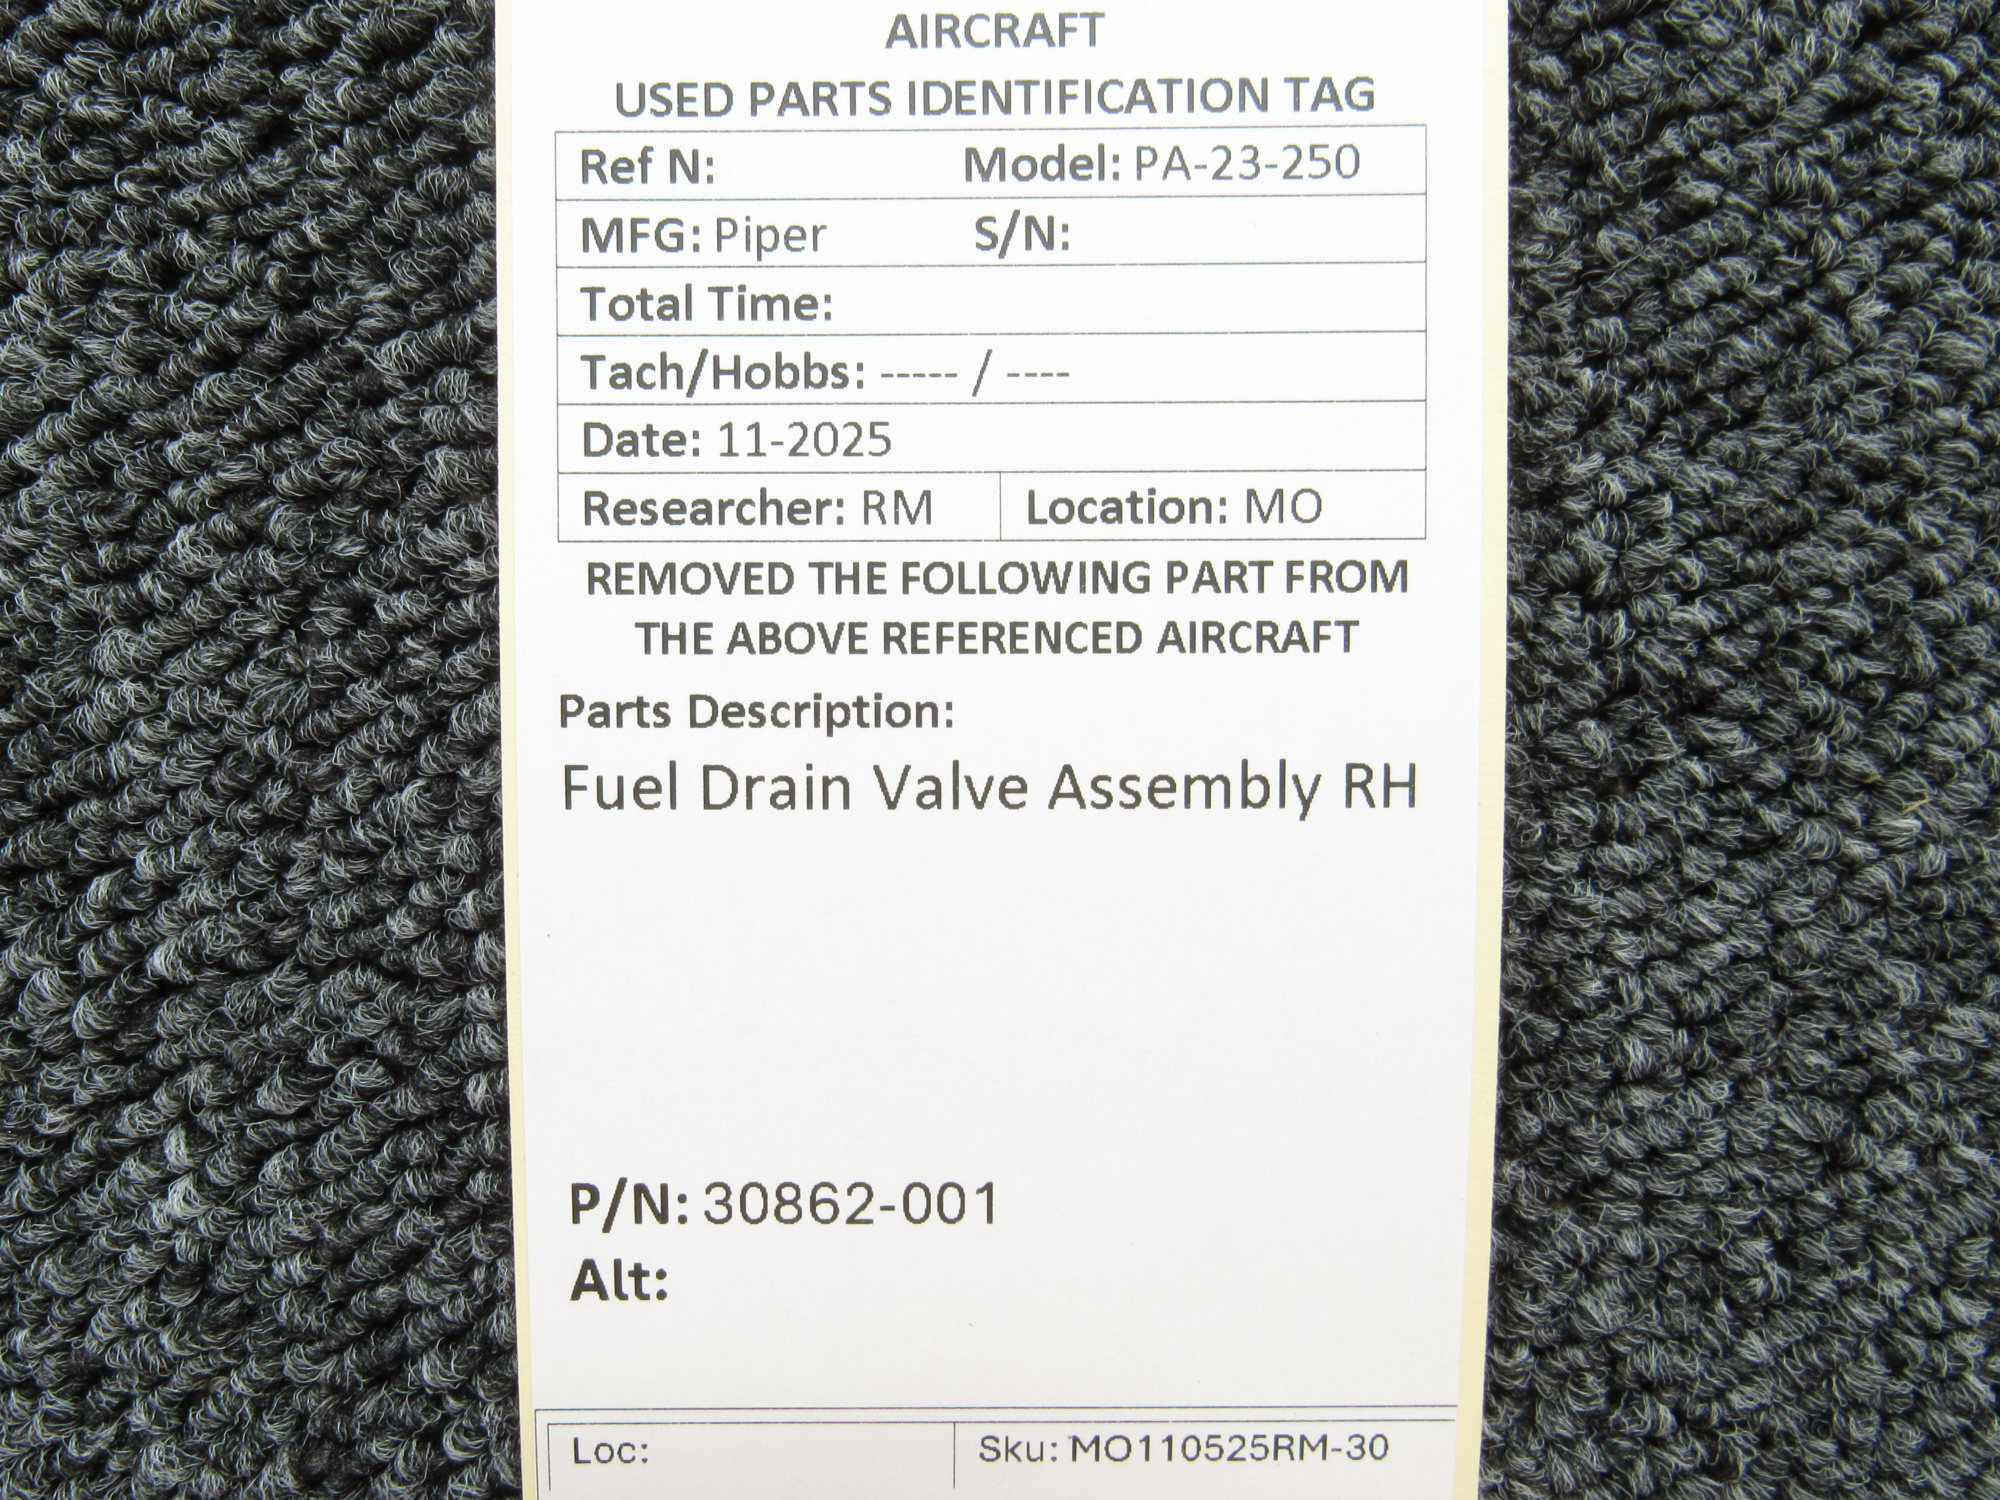 AIRCRAFT
USED PARTS IDENTIFICATION TAG
Ref N: Model: PA-23-250
MFG: Piper S/N:
Total Time:
Tach/Hobbs: ----- / ----
Date: 11-2025
Researcher: RM Location: MO
REMOVED THE FOLLOWING PART FROM
THE ABOVE REFERENCED AIRCRAFT
Parts Description:
Fuel Drain Valve Assembly RH
P/N: 30862-001
Alt:
Loc: Sku: MO110525RM-30